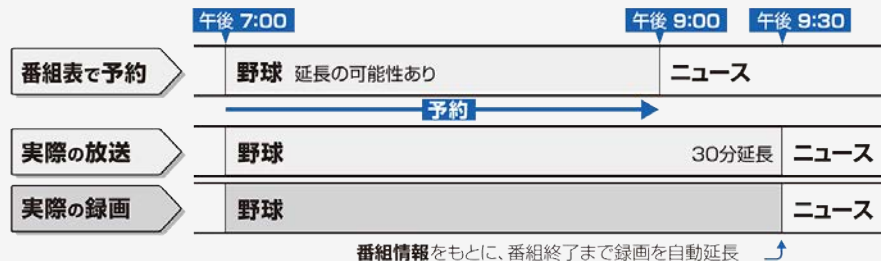 午後 7:00 午後 9:00 午後 9:30
番組表で予約 野球 延長の可能性あり ニュース
予約
実際の放送 野球 30分延長 ニュース
実際の録画 野球 ニュース
番組情報をもとに、番組終了まで録画を自動延長